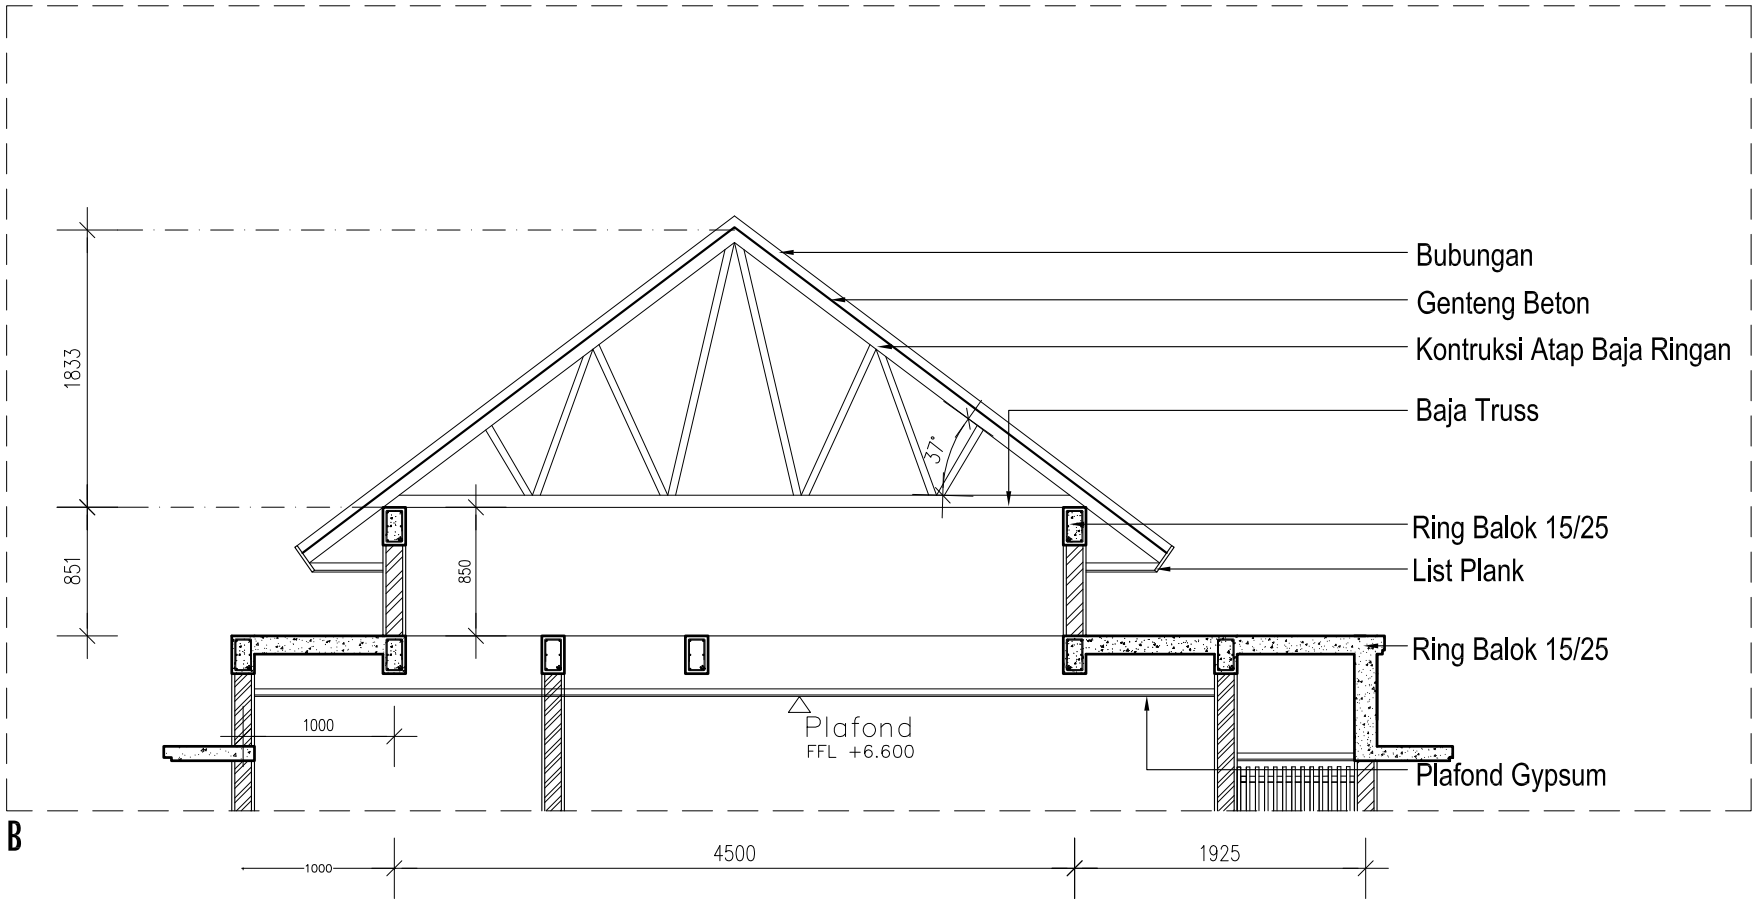 Bubungan
Genteng Beton
Kontruksi Atap Baja Ringan
Baja Truss
1833
37°
Ring Balok 15/25
List Plank
851
850
Ring Balok 15/25
1000
Plafond
FFL +6.600
Plafond Gypsum
B
1000
4500
1925